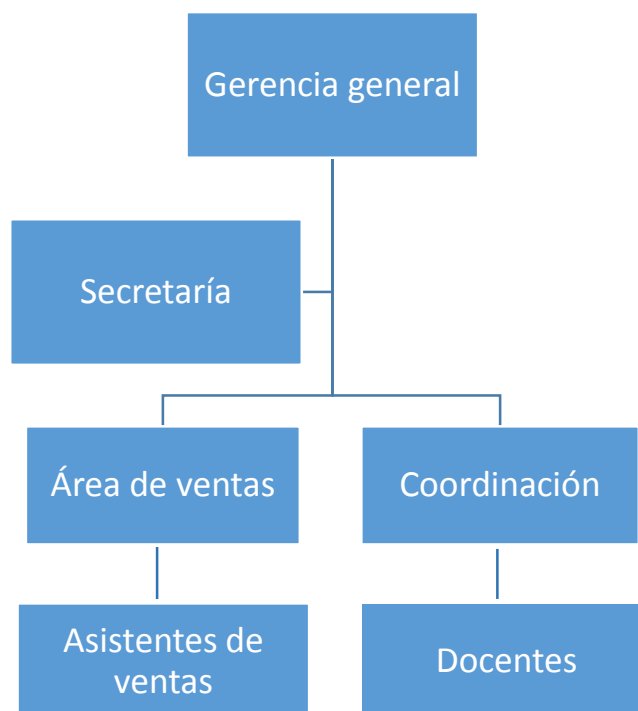 Gerencia general
Secretaría
Área de ventas
Coordinación
Asistentes de
ventas
Docentes